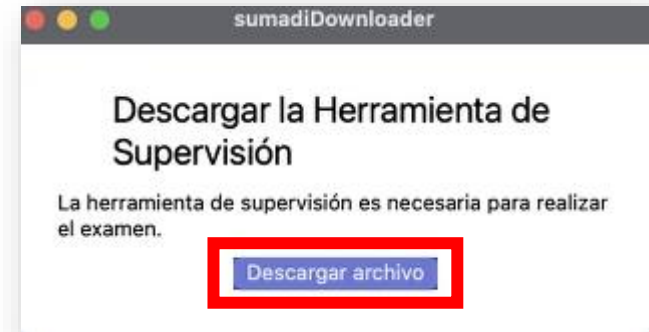 sumadiDownloader
Descargar la Herramienta de
Supervisión
La herramienta de supervisión es necesaria para realizar
el examen.
Descargar archivo